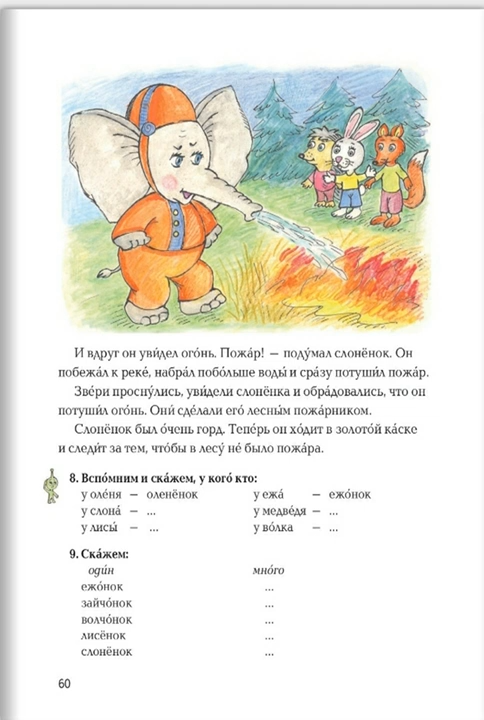 И вдруг он уви́дел ого́нь. Пожа́р! — поду́мал слонёнок. Он
побежа́л к реке́, набра́л побо́льше воды́ и сра́зу потуши́л пожа́р.
Зве́ри просну́лись, уви́дели слонёнка и обра́довались, что он
потуши́л ого́нь. Они́ сде́лали его́ лесны́м пожа́рником.
Слонёнок был о́чень горд. Тепе́рь он хо́дит в золото́й ка́ске
и следи́т за тем, что́бы в лесу́ не́ было пожа́ра.
8. Вспо́мним и ска́жем, у кого́ кто:
у оле́ня — оленёнок у ежа́ — ежо́нок
у слона́ — ... у медве́дя — ...
у лисы́ — ... у во́лка — ...
9. Ска́жем:
оди́н мно́го
ежо́нок ...
зайчо́нок ...
волчо́нок ...
лисёнок ...
слонёнок ...
60